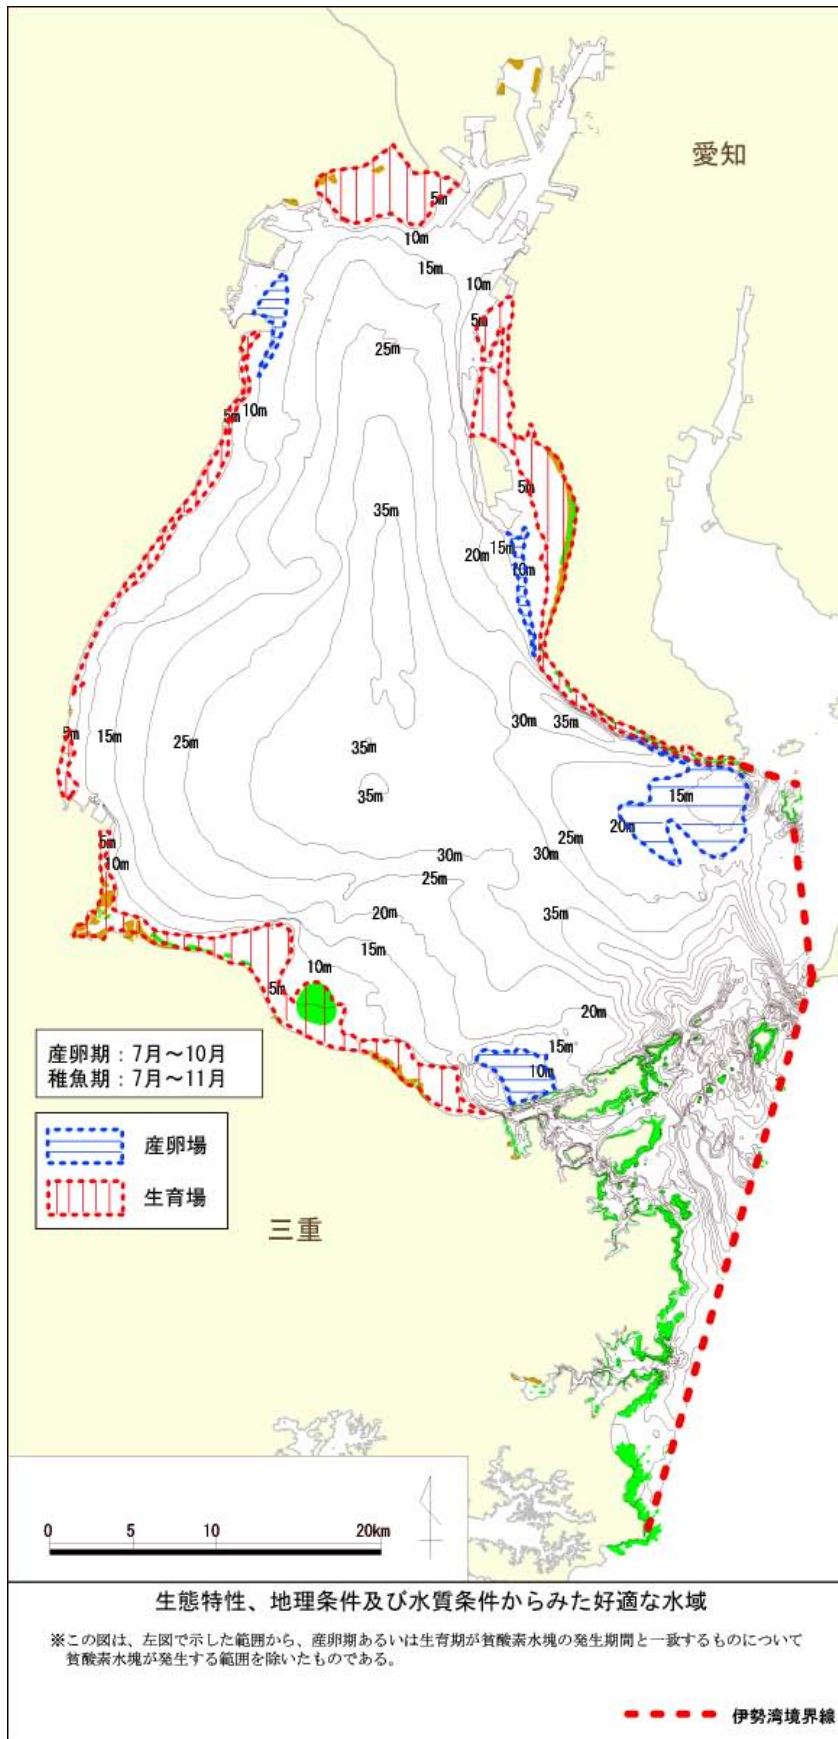 愛知
5m
10m
15m
10m
5m
25m
5m
10m
35m
5m
15m
20m
10m
30m
35m
5m
15m
25m
35m
35m
15m
20m
25m
30m
30m
5m
10m
25m
20m
35m
15m
10m
5m
20m
15m
10m
産卵期：7月～10月
稚魚期：7月～11月
産卵場
生育場
三重
0 5 10 20km
生態特性、地理条件及び水質条件からみた好適な水域
※この図は、左図で示した範囲から、産卵期あるいは生育期が貧酸素水塊の発生期間と一致するものについて
貧酸素水塊が発生する範囲を除いたものである。
伊勢湾境界線